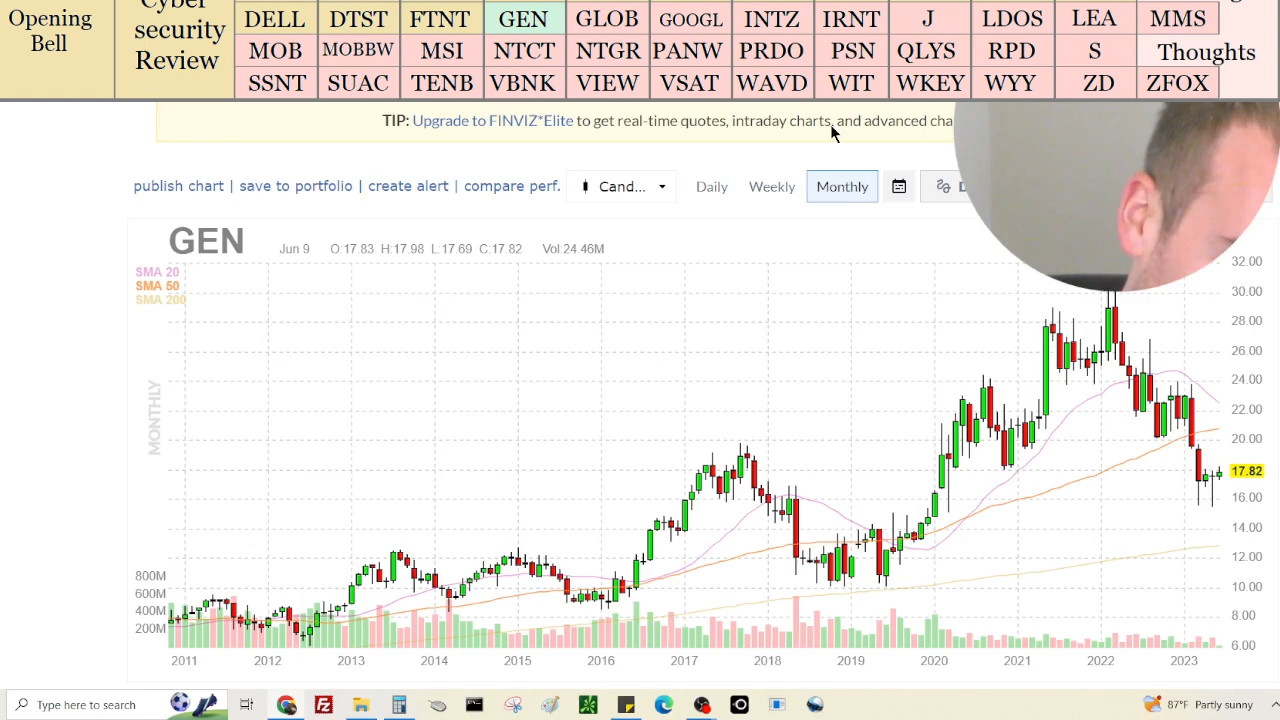 Opening
Bell
Cyber
security
Review
DELL DTST FTNT GEN GLOB GOOGL INTZ IRNT J LDOS LEA MMS
MOB MOBBW MSI NTCT NTGR PANW PRDO PSN QLYS RPD S Thoughts
SSNT SUAC TENB VBNK VIEW VSAT WAVD WIT WKEY WYY ZD ZFOX
TIP: Upgrade to FINVIZ*Elite to get real-time quotes, intraday charts, and advanced cha
publish chart | save to portfolio | create alert | compare perf. Cand... Daily Weekly Monthly
GEN Jun 9 O:17.83 H:17.98 L:17.69 C:17.82 Vol 24.46M
SMA 20
SMA 50
SMA 200
MONTHLY
32.00
30.00
28.00
26.00
24.00
22.00
20.00
17.82
16.00
14.00
12.00
10.00
8.00
6.00
800M
600M
400M
200M
2011 2012 2013 2014 2015 2016 2017 2018 2019 2020 2021 2022 2023
Type here to search
87°F Partly sunny